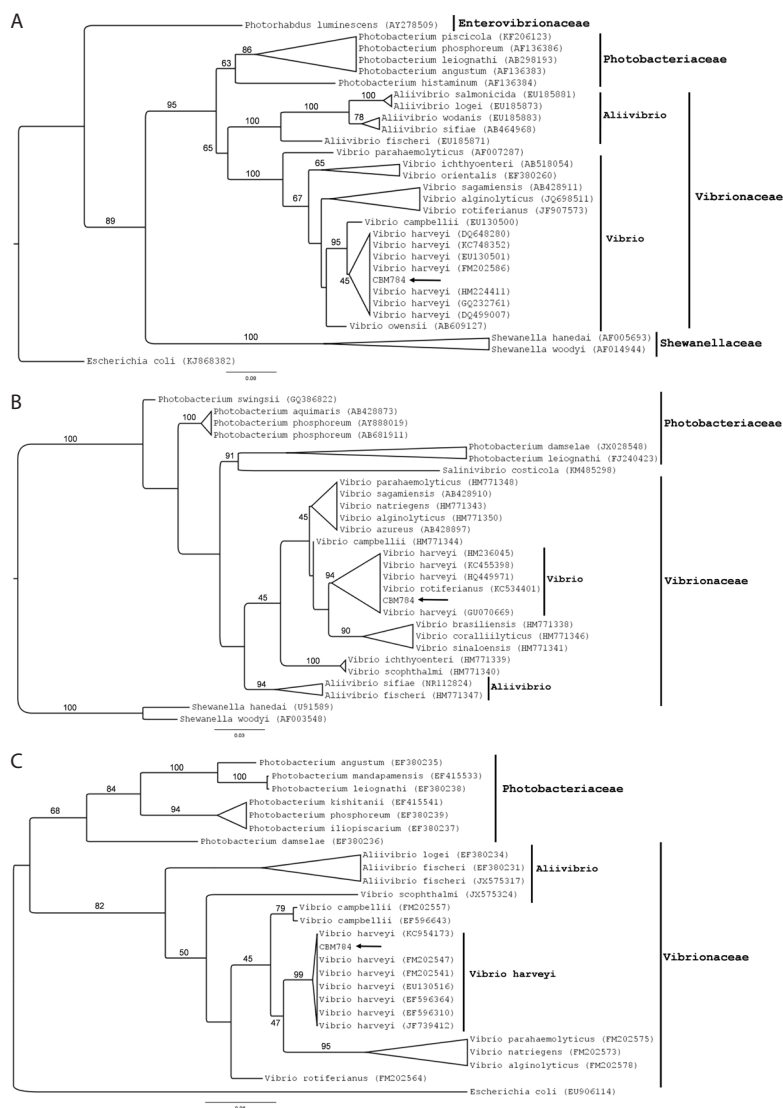 A
Photorhabdus luminescens (AY278509)
Enterovibrionaceae
Photobacterium piscicola (KF206123)
86
Photobacterium phosphoreum (AF136386)
63
Photobacterium leiognathi (AB298193)
Photobacteriaceae
Photobacterium angustum (AF136383)
Photobacterium histaminum (AF136384)
95
Aliivibrio salmonicida (EU185881)
100
Aliivibrio logei (EU185873)
100
Aliivibrio wodanis (EU185883)
Aliivibrio
78
Aliivibrio sifiae (AB464968)
100
Aliivibrio fischeri (EU185871)
65
Vibrio parahaemolyticus (AF007287)
65
Vibrio ichthyoenteri (AB518054)
100
Vibrio orientalis (EF380260)
67
Vibrio sagamiensis (AB428911)
Vibrionaceae
Vibrio alginolyticus (JQ698511)
Vibrio rotiferianus (JF907573)
89
Vibrio campbellii (EU130500)
Vibrio harveyi (DQ648280)
Vibrio
95
Vibrio harveyi (KC748352)
Vibrio harveyi (EU130501)
Vibrio harveyi (FM202586)
45
CBM784
Vibrio harveyi (HM224411)
Vibrio harveyi (GQ232761)
Vibrio harveyi (DQ499007)
Vibrio owensii (AB609127)
100
Shewanella hanedai (AF005693)
Shewanellaceae
Shewanella woodyi (AF014944)
Escherichia coli (KJ868382)
0.08
B
Photobacterium swingsii (GQ386822)
Photobacterium aquimaris (AB428873)
Photobacterium phosphoreum (AY888019)
Photobacteriaceae
Photobacterium phosphoreum (AB681911)
100
Photobacterium damselae (JX028548)
91
Photobacterium leiognathi (FJ240423)
Salinivibrio costicola (KM485298)
Vibrio parahaemolyticus (HM771348)
Vibrio sagamiensis (AB428910)
Vibrio natriegens (HM771343)
45
Vibrio alginolyticus (HM771350)
Vibrio azureus (AB428897)
Vibrio campbellii (HM771344)
Vibrio harveyi (HM236045)
Vibrio harveyi (KC455398)
94
Vibrio harveyi (HQ449971)
Vibrio
Vibrionaceae
Vibrio rotiferianus (KC534401)
CBM784
45
Vibrio harveyi (GU070669)
Vibrio brasiliensis (HM771338)
90
Vibrio coralliilyticus (HM771346)
Vibrio sinaloensis (HM771341)
100
Vibrio ichthyoenteri (HM771339)
Vibrio scophthalmi (HM771340)
94
Aliivibrio sifiae (NR112824)
Aliivibrio
Aliivibrio fischeri (HM771347)
100
Shewanella hanedai (U91589)
Shewanella woodyi (AF003548)
0.03
C
Photobacterium angustum (EF380235)
100
Photobacterium mandapamensis (EF415533)
100
84
Photobacterium leiognathi (EF380238)
Photobacteriaceae
Photobacterium kishitanii (EF415541)
68
94
Photobacterium phosphoreum (EF380239)
Photobacterium iliopiscarium (EF380237)
Photobacterium damselae (EF380236)
Aliivibrio logei (EF380234)
Aliivibrio fischeri (EF380231)
Aliivibrio
Aliivibrio fischeri (JX575317)
Vibrio scophthalmi (JX575324)
79
Vibrio campbellii (FM202557)
82
Vibrio campbellii (EF596643)
Vibrio harveyi (KC954173)
50
CBM784
Vibrionaceae
45
Vibrio harveyi (FM202547)
99
Vibrio harveyi (FM202541)
Vibrio harveyi
Vibrio harveyi (EU130516)
Vibrio harveyi (EF596364)
Vibrio harveyi (EF596310)
47
Vibrio harveyi (JF739412)
Vibrio parahaemolyticus (FM202575)
95
Vibrio natriegens (FM202573)
Vibrio alginolyticus (FM202578)
Vibrio rotiferianus (FM202564)
Escherichia coli (EU906114)